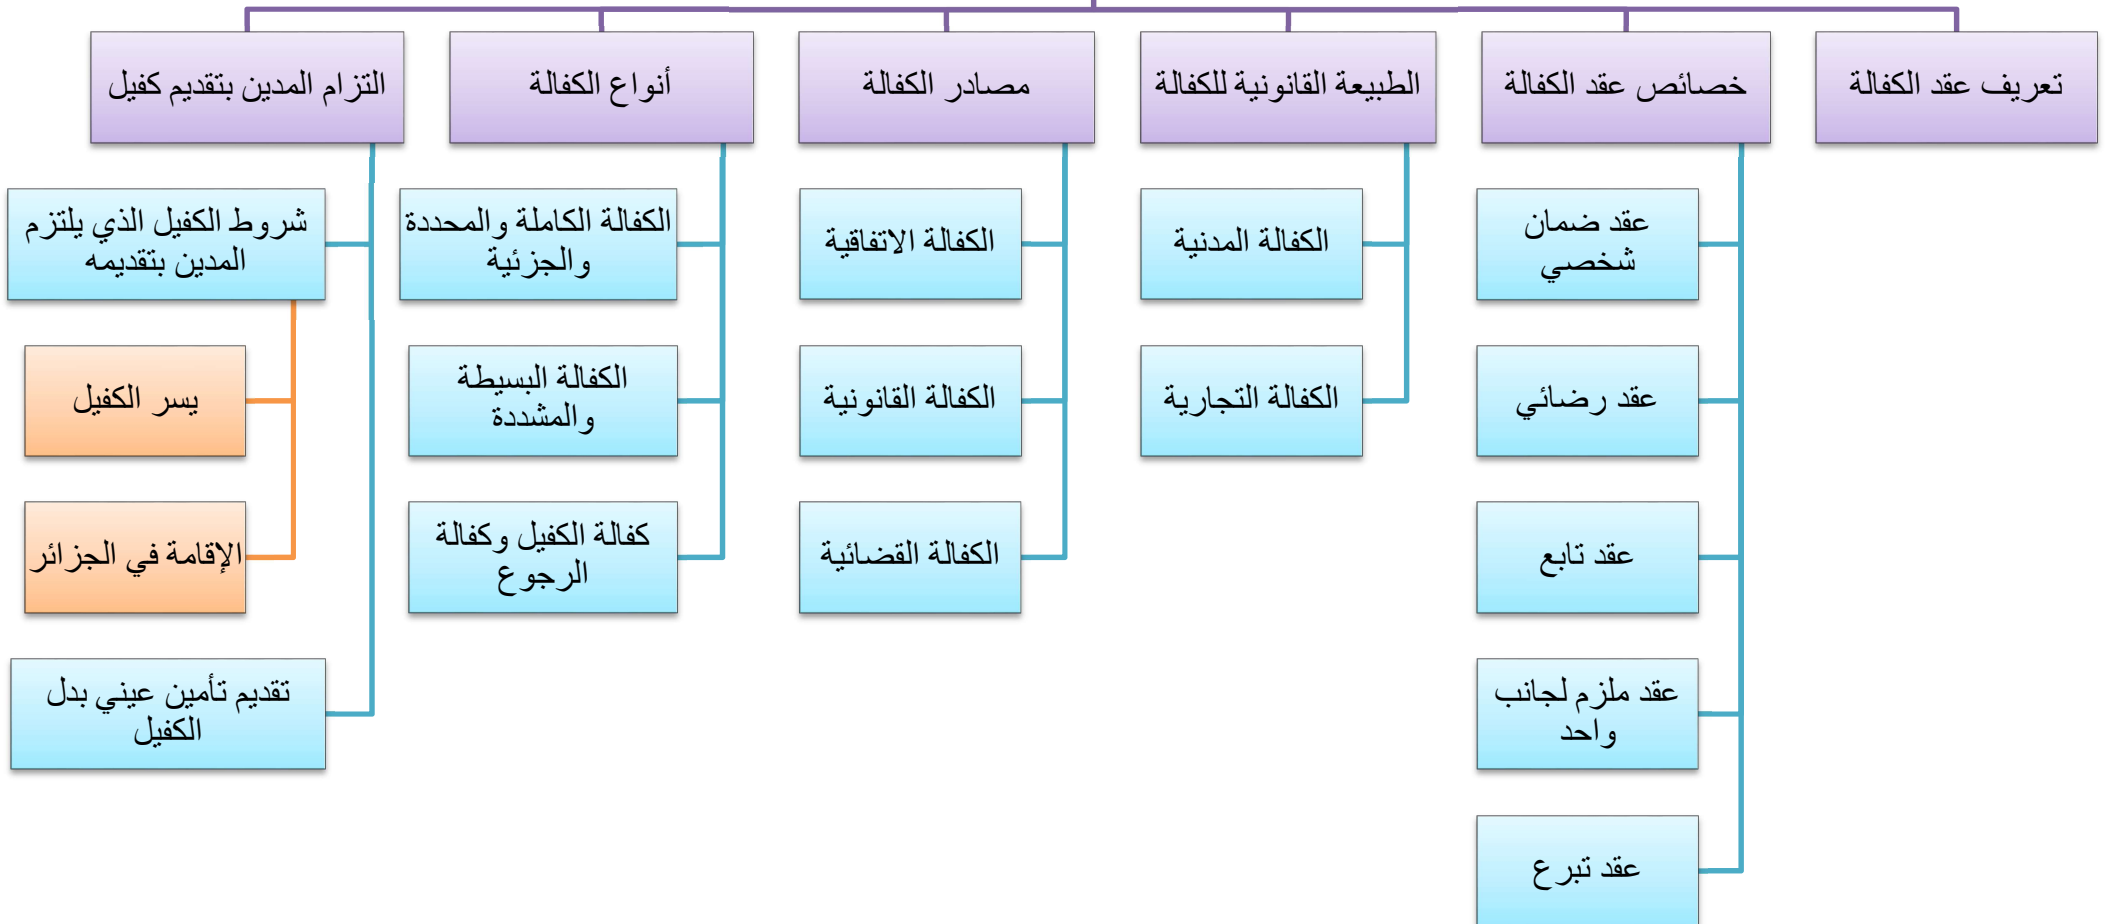 تعريف عقد الكفالة
خصائص عقد الكفالة
عقد ضمان
شخصي
عقد رضائي
عقد تابع
عقد ملزم لجانب
واحد
عقد تبرع
الطبيعة القانونية للكفالة
الكفالة المدنية
الكفالة التجارية
مصادر الكفالة
الكفالة الاتفاقية
الكفالة القانونية
الكفالة القضائية
أنواع الكفالة
الكفالة الكاملة والمحددة
والجزئية
الكفالة البسيطة
والمشددة
كفالة الكفيل وكفالة
الرجوع
التزام المدين بتقديم كفيل
شروط الكفيل الذي يلتزم
المدين بتقديمه
يسر الكفيل
الإقامة في الجزائر
تقديم تأمين عيني بدل
الكفيل